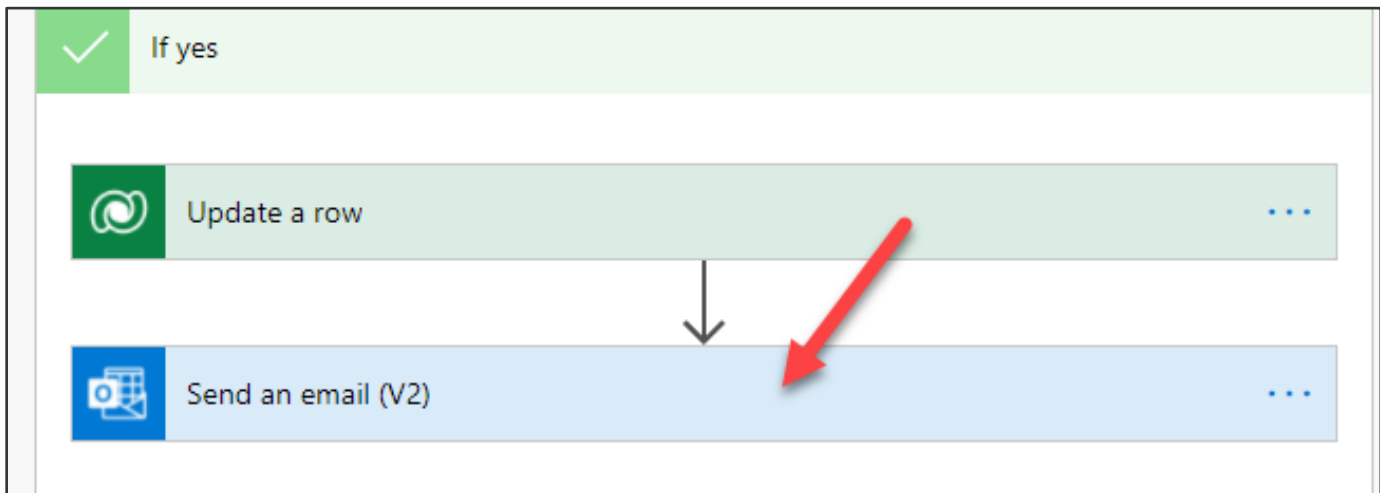 If yes
Update a row
Send an email (V2)